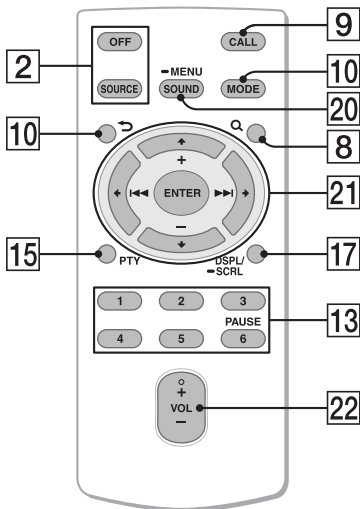 OFF
CALL
9
2
–MENU
SOURCE
SOUND
MODE
10
20
10
8
+
ENTER
21
–
15
PTY
DSPL/
–SCRL
17
1
2
3
13
PAUSE
4
5
6
+
VOL
–
22